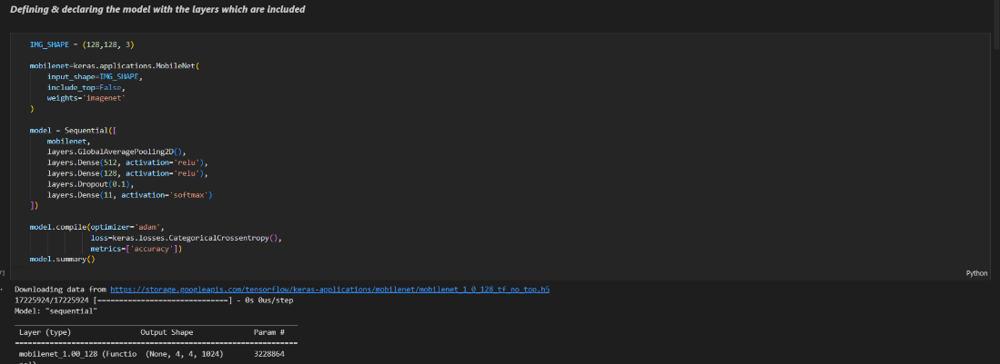 Defining & declaring the model with the layers which are included
IMG_SHAPE = (128,128, 3)
mobilenet=keras.applications.MobileNet(
    input_shape=IMG_SHAPE,
    include_top=False,
    weights='imagenet'
)
model = Sequential([
    mobilenet,
    layers.GlobalAveragePooling2D(),
    layers.Dense(512, activation='relu'),
    layers.Dense(128, activation='relu'),
    layers.Dropout(0.1),
    layers.Dense(11, activation='softmax')
])
model.compile(optimizer='adam',
              loss=keras.losses.CategoricalCrossentropy(),
              metrics=['accuracy'])
model.summary()
Python
Downloading data from https://storage.googleapis.com/tensorflow/keras-applications/mobilenet/mobilenet_1_0_128_tf_no_top.h5
17225924/17225924 [==============================] - 0s 0us/step
Model: "sequential"
_________________________________________________________________
Layer (type)                Output Shape              Param #
=================================================================
mobilenet_1.00_128 (Functio  (None, 4, 4, 1024)       3228864